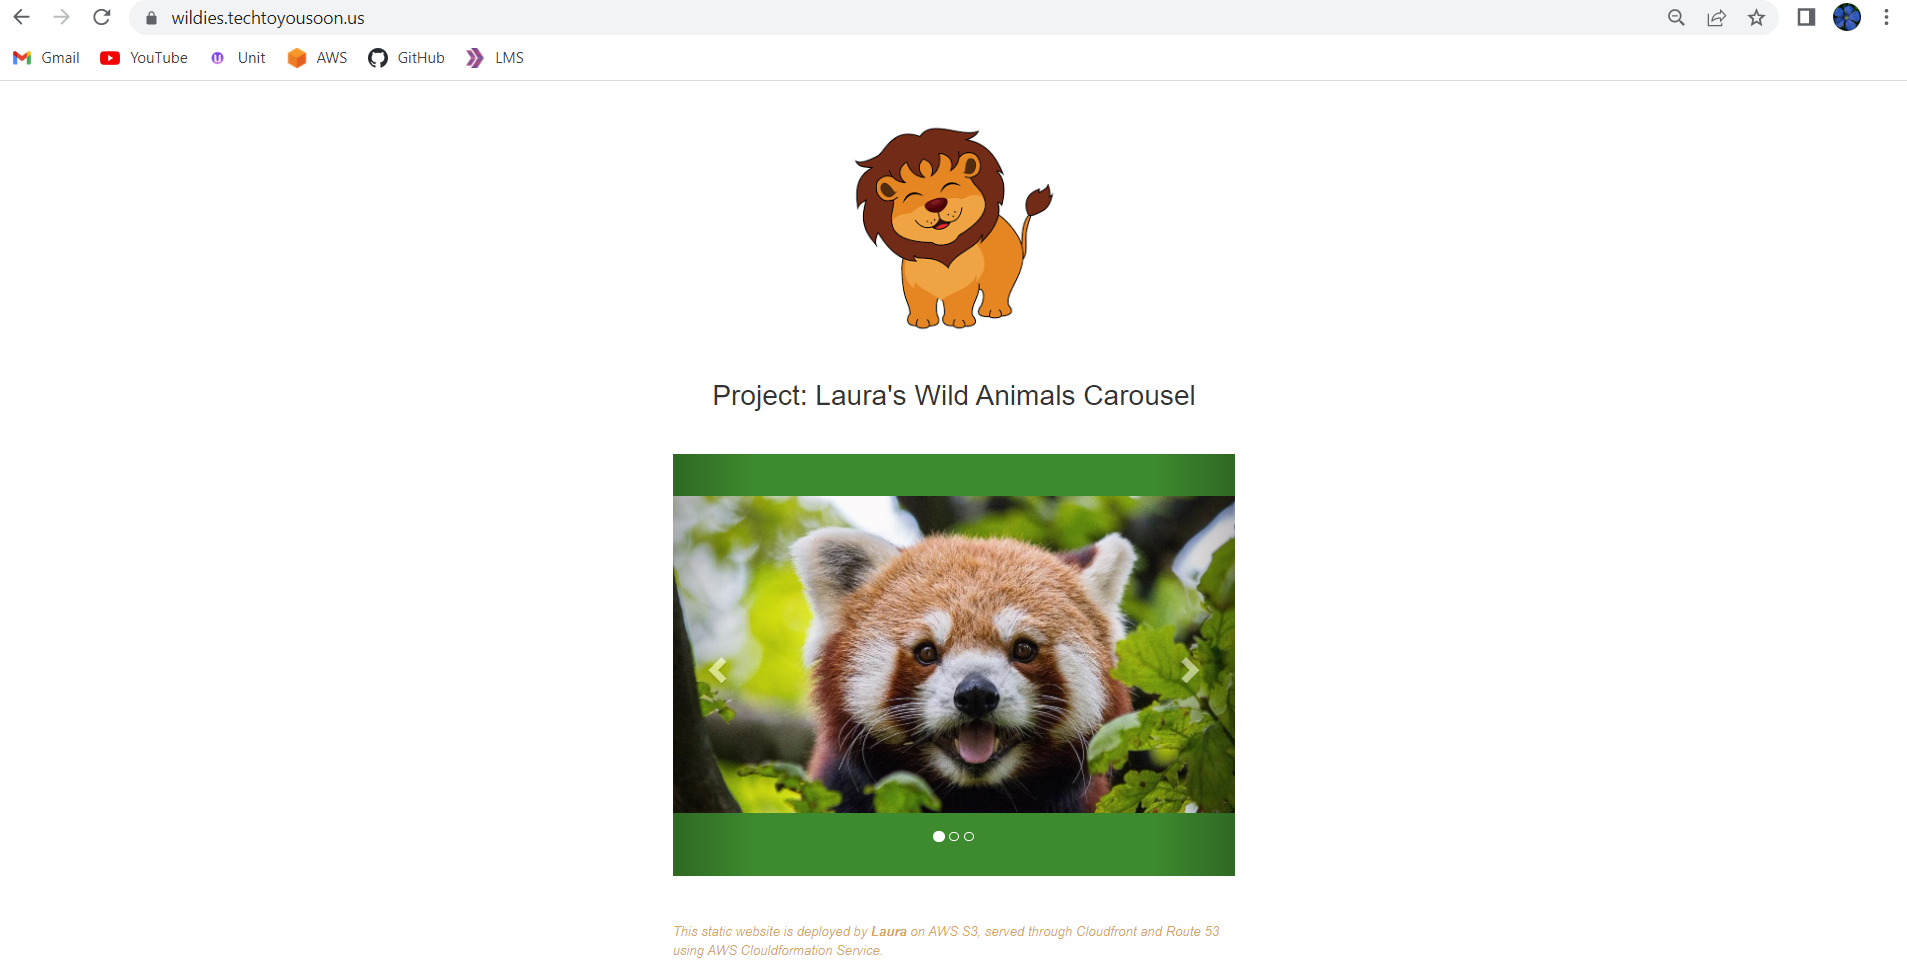 wildies.techtoyousoon.us
Gmail YouTube Unit AWS GitHub LMS
Project: Laura's Wild Animals Carousel
This static website is deployed by Laura on AWS S3, served through Cloudfront and Route 53
using AWS Clouldformation Service.